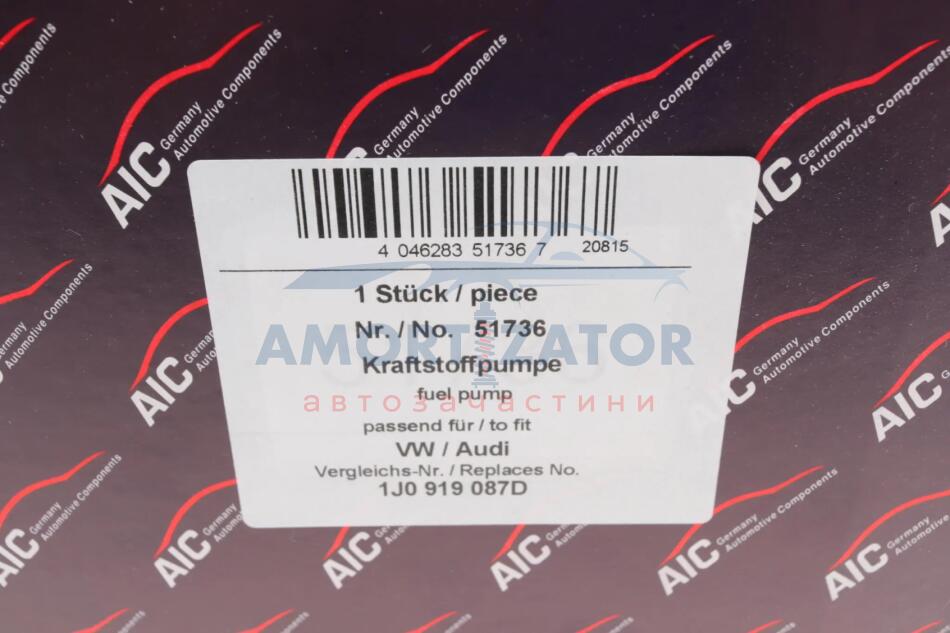 AIC Germany Automotive Components
4 046283 51736 7 20815
1 Stück / piece
Nr. / No. 51736
AMORTIZATOR
Kraftstoffpumpe
fuel pump
автозачастини
passend für / to fit
VW / Audi
Vergleichs-Nr. / Replaces No.
1J0 919 087D